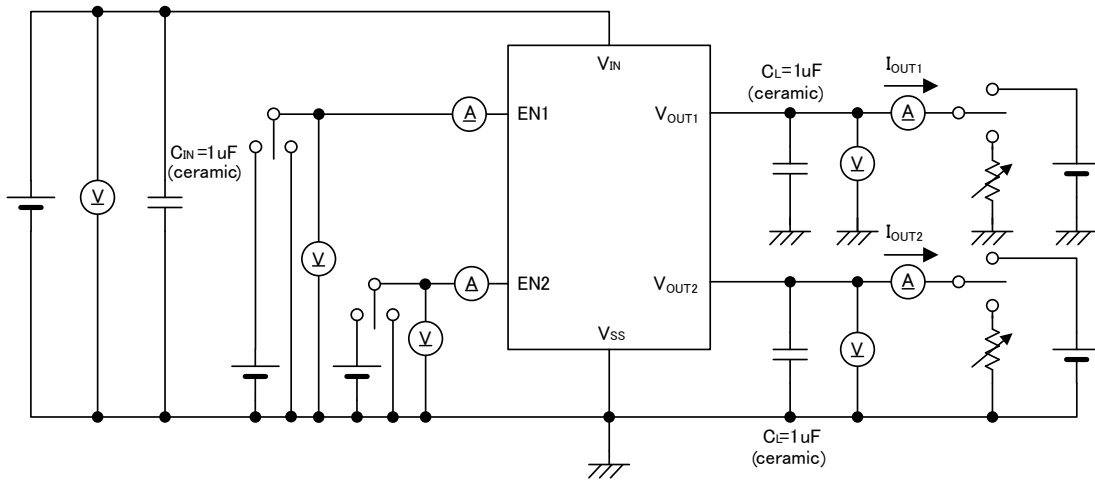 CL=1uF
(ceramic)
IOUT1
VIN
A
EN1
VOUT1
A
CIN=1uF
(ceramic)
V
V
V
IOUT2
A
EN2
VOUT2
A
V
VSS
V
CL=1uF
(ceramic)